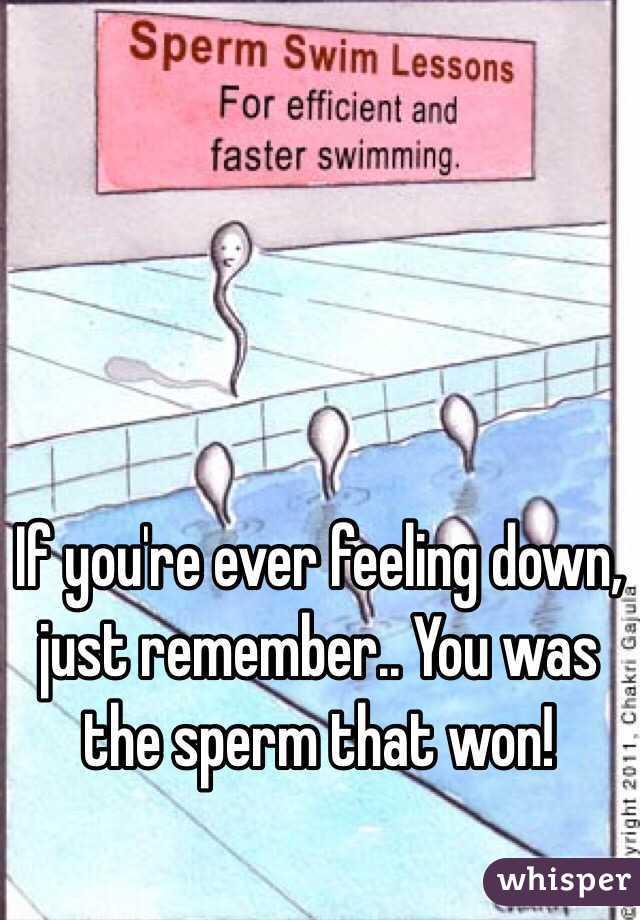 Sperm Swim Lessons
For efficient and
faster swimming.
If you're ever feeling down,
just remember.. You was
the sperm that won!
yright 2011, Chakri Gajula
whisper